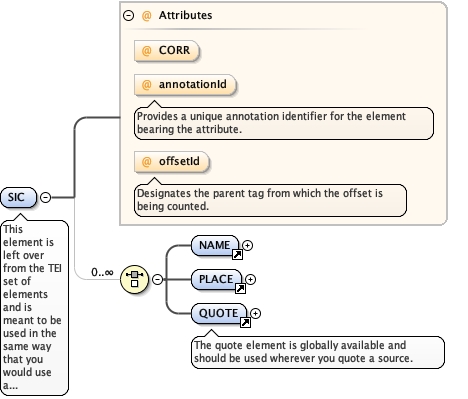 @ Attributes
@ CORR
@ annotationId
Provides a unique annotation identifier for the element
bearing the attribute.
@ offsetId
Designates the parent tag from which the offset is
being counted.
SIC
This
element is
left over
from the TEI
set of
elements
and is
meant to be
used in the
same way
that you
would use
a...
0..∞
NAME
PLACE
QUOTE
The quote element is globally available and
should be used wherever you quote a source.